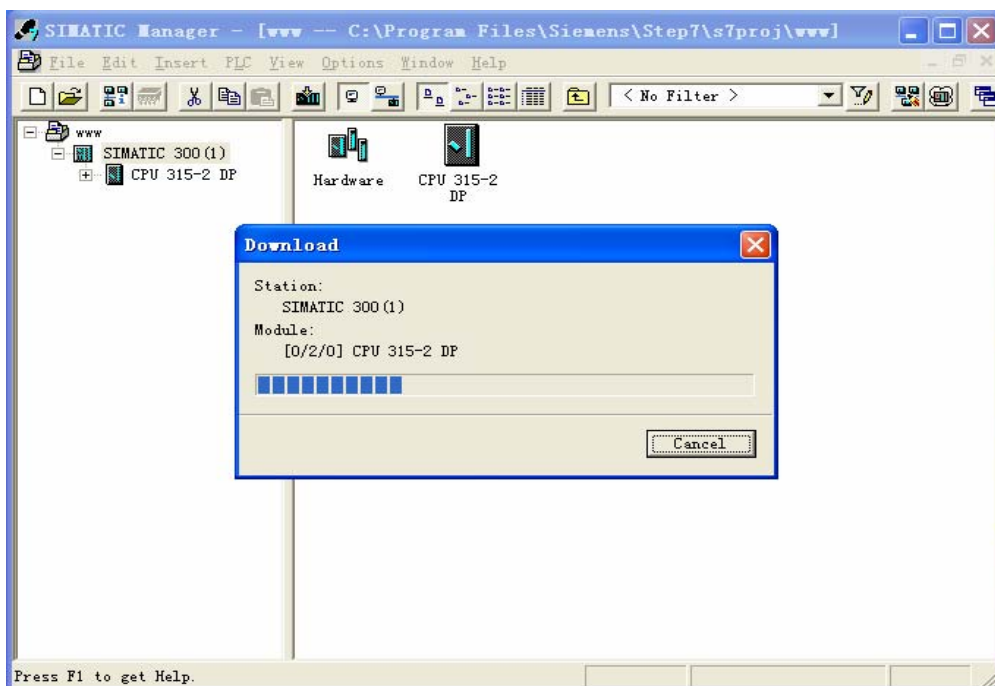 SIMATIC Manager - [www -- C:\Program Files\Siemens\Step7\s7proj\www]
File Edit Insert PLC View Options Window Help
< No Filter >
www
SIMATIC 300(1)
CPU 315-2 DP
Hardware
CPU 315-2
DP
Download
Station:
SIMATIC 300(1)
Module:
[0/2/0] CPU 315-2 DP
Cancel
Press F1 to get Help.